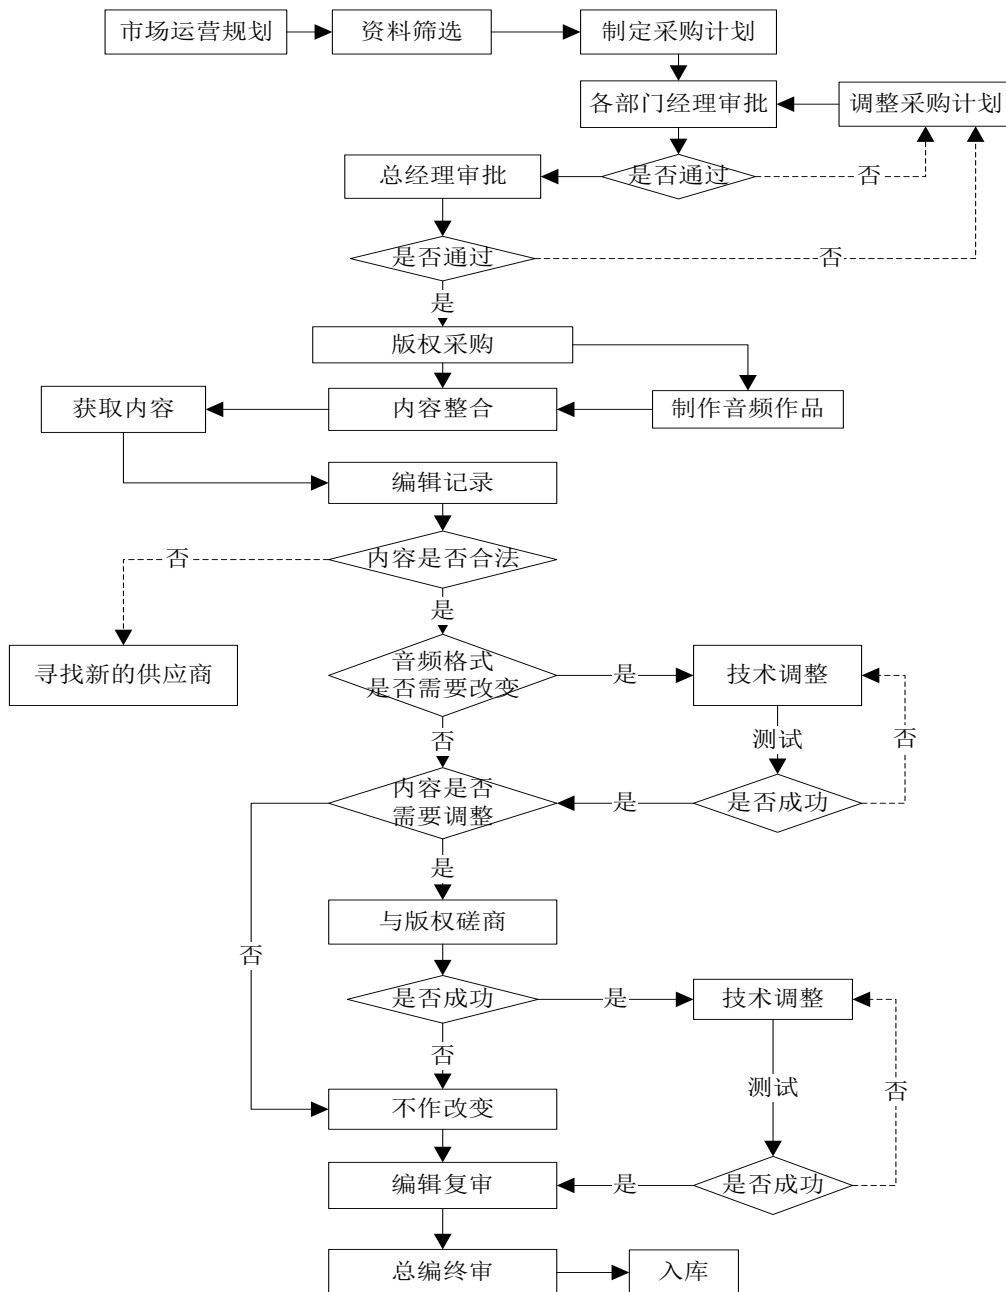 市场运营规划
资料筛选
制定采购计划
各部门经理审批
调整采购计划
总经理审批
是否通过
否
是否通过
否
是
版权采购
获取内容
内容整合
制作音频作品
编辑记录
否
内容是否合法
是
寻找新的供应商
音频格式
是否需要改变
是
技术调整
否
测试
否
内容是否
需要调整
是
是否成功
是
与版权磋商
否
是否成功
是
技术调整
否
测试
否
不作改变
编辑复审
是
是否成功
总编终审
入库